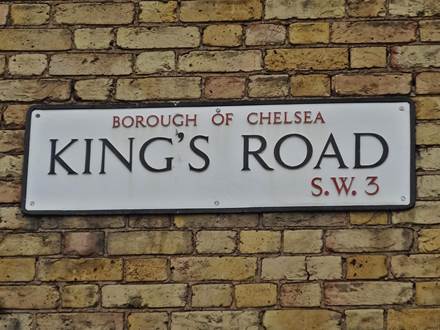 BOROUGH OF CHELSEA
KING'S ROAD
S.W. 3